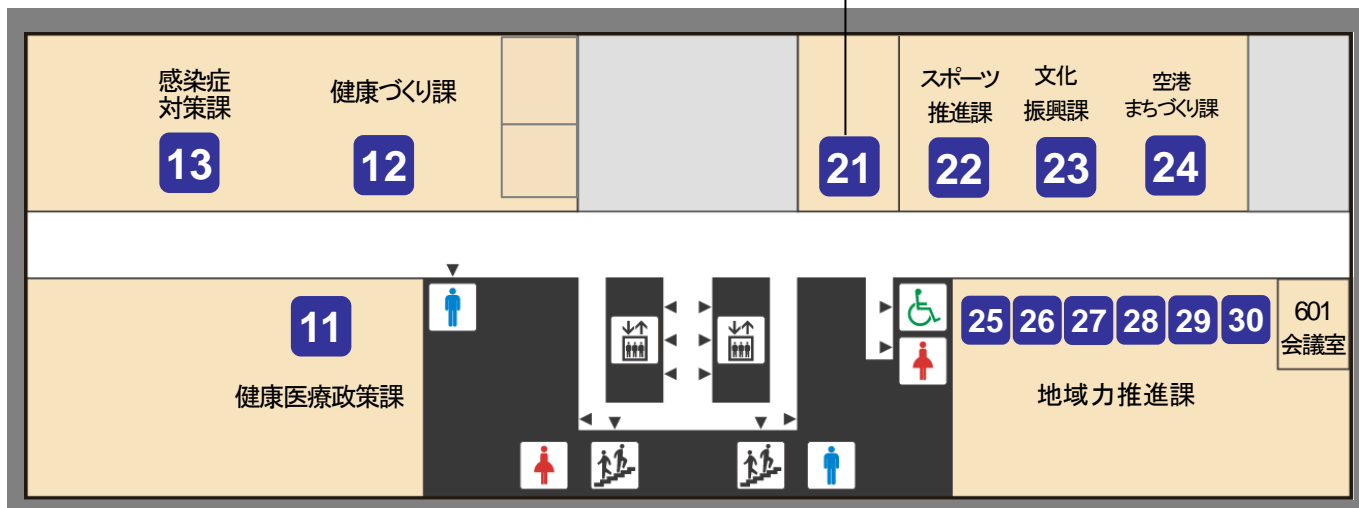 感染症
対策課
13
健康づくり課
12
21
スポーツ
推進課
22
文化
振興課
23
空港
まちづくり課
24
11
健康医療政策課
25 26 27 28 29 30
地域力推進課
601
会議室